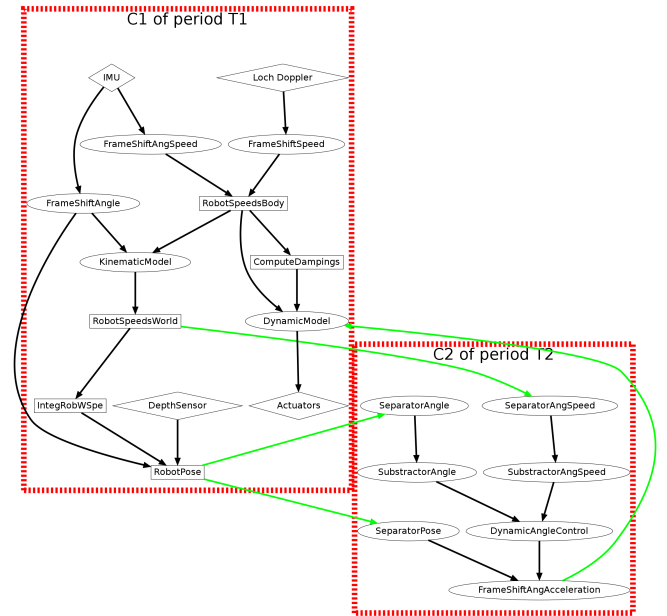 C1 of period T1
IMU
Loch Doppler
FrameShiftAngSpeed
FrameShiftSpeed
FrameShiftAngle
RobotSpeedsBody
KinematicModel
ComputeDampings
RobotSpeedsWorld
DynamicModel
C2 of period T2
IntegRobWSpe
DepthSensor
Actuators
SeparatorAngle
SeparatorAngSpeed
RobotPose
SubstractorAngle
SubstractorAngSpeed
SeparatorPose
DynamicAngleControl
FrameShiftAngAcceleration